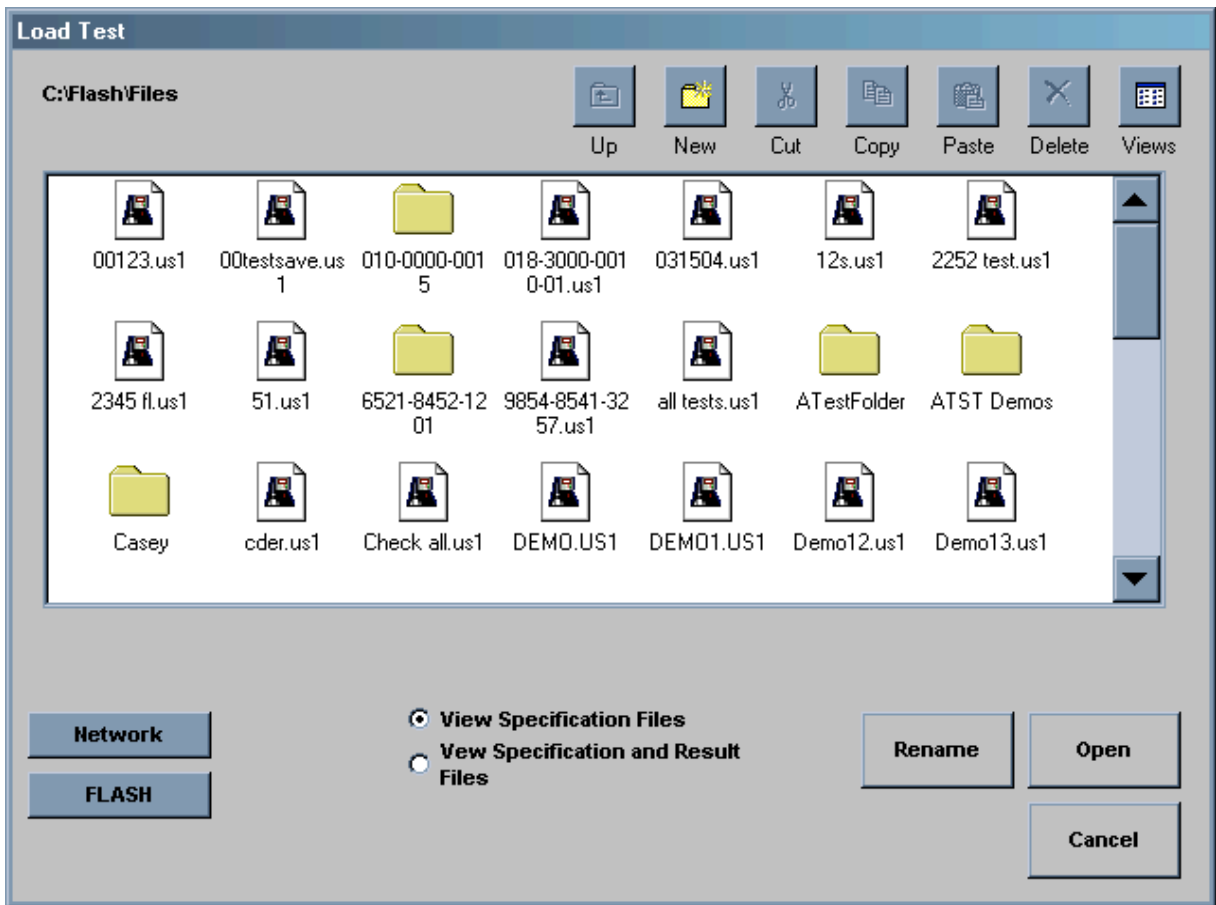 Load Test
C:\Flash\Files
Up New Cut Copy Paste Delete Views
00123.us1 00testsave.us 010-0000-001 018-3000-001 031504.us1 12s.us1 2252 test.us1
1 5 0-01.us1
2345 fl.us1 51.us1 6521-8452-12 9854-8541-32 all tests.us1 ATestFolder ATST Demos
01 57.us1
Casey cder.us1 Check all.us1 DEMO.US1 DEMO1.US1 Demo12.us1 Demo13.us1
Network
FLASH
View Specification Files
Vew Specification and Result
Files
Rename
Open
Cancel